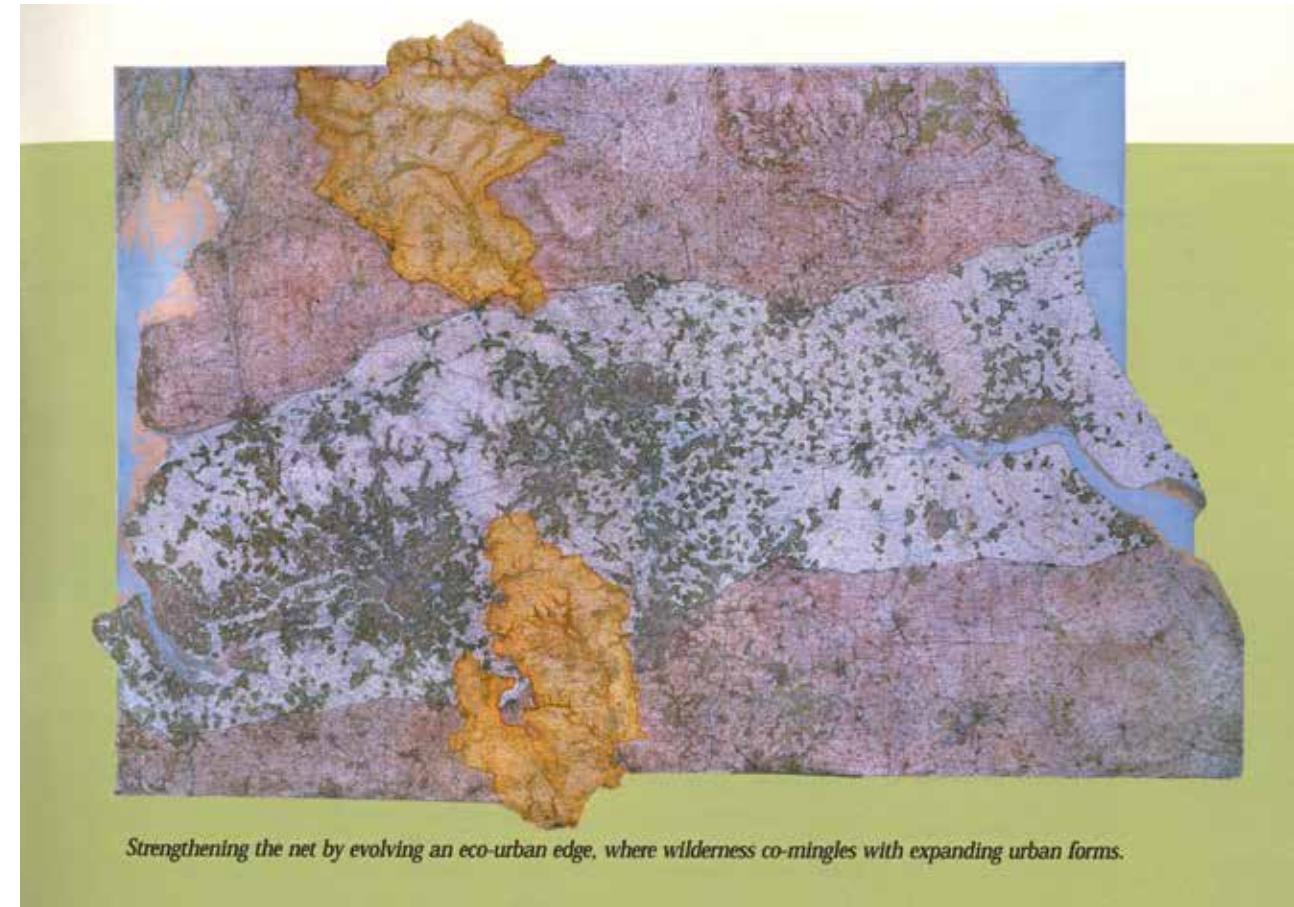 Strengthening the net by evolving an eco-urban edge, where wilderness co-mingles with expanding urban forms.